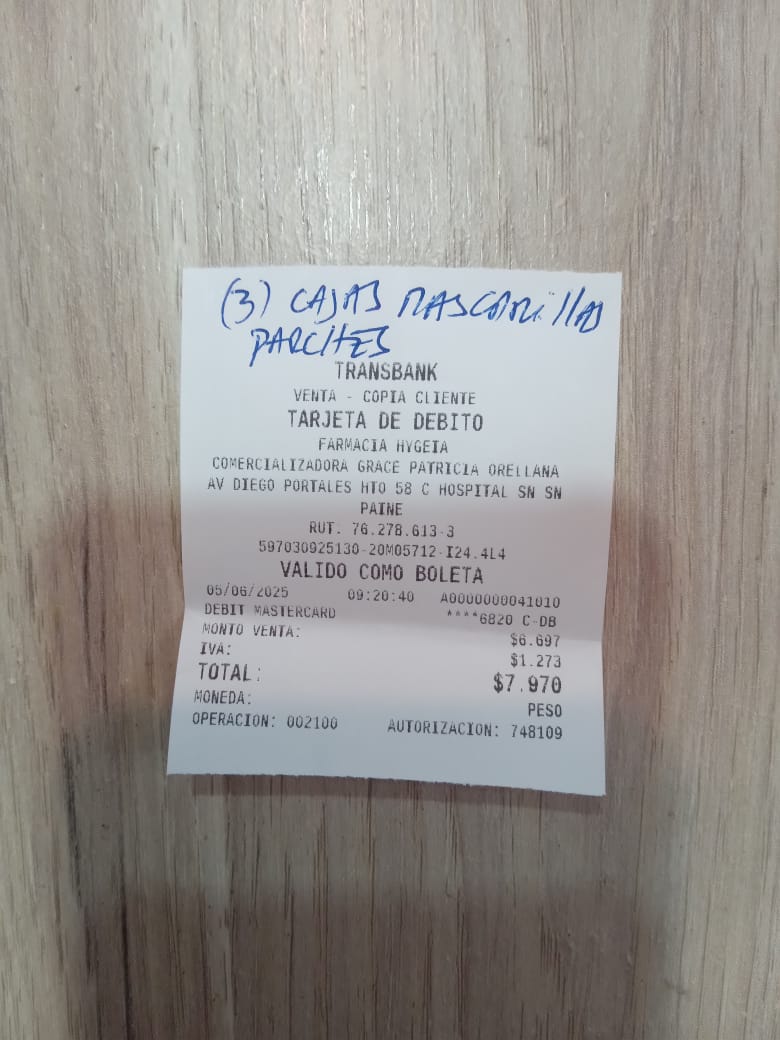 (3) CAJAS MASCARILLAS
PARCHES
TRANSBANK
VENTA - COPIA CLIENTE
TARJETA DE DEBITO
FARMACIA HYGEIA
COMERCIALIZADORA GRACE PATRICIA ORELLANA
AV DIEGO PORTALES HTO 58 C HOSPITAL SN SN
PAINE
RUT. 76.278.613-3
597030925130-20M05712-I24.4L4
VALIDO COMO BOLETA
05/06/2025 09:20:40 A0000000041010
DEBIT MASTERCARD ****6820 C-DB
MONTO VENTA: $6.697
IVA: $1.273
TOTAL: $7.970
MONEDA: PESO
OPERACION: 002100 AUTORIZACION: 748109